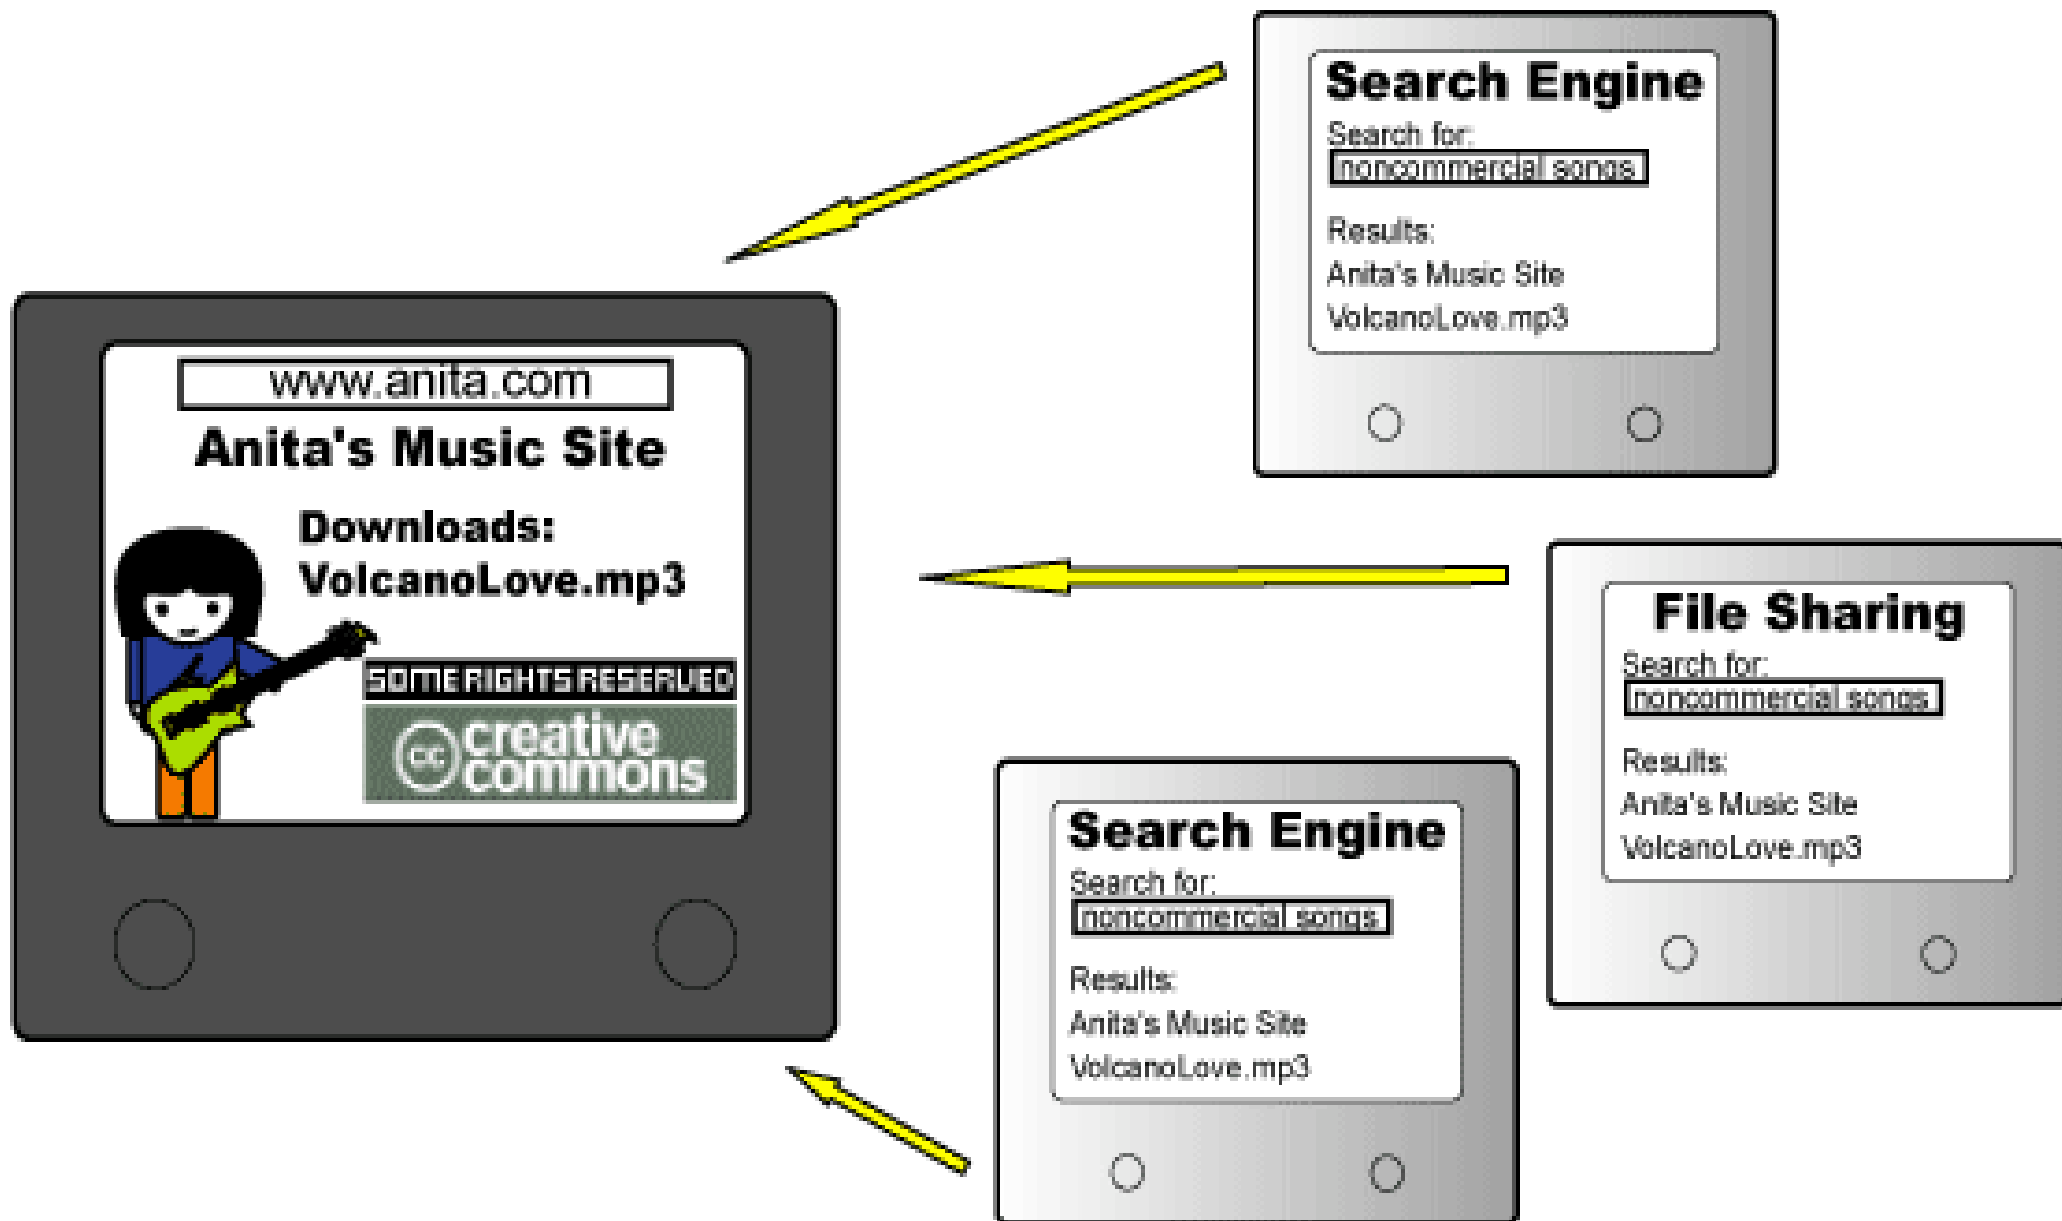 www.anita.com
Anita's Music Site
Downloads:
VolcanoLove.mp3
SOME RIGHTS RESERVED
cc creative
commons
Search Engine
Search for:
noncommercial songs
Results:
Anita's Music Site
VolcanoLove.mp3
File Sharing
Search for:
noncommercial songs
Results:
Anita's Music Site
VolcanoLove.mp3
Search Engine
Search for:
noncommercial songs
Results:
Anita's Music Site
VolcanoLove.mp3